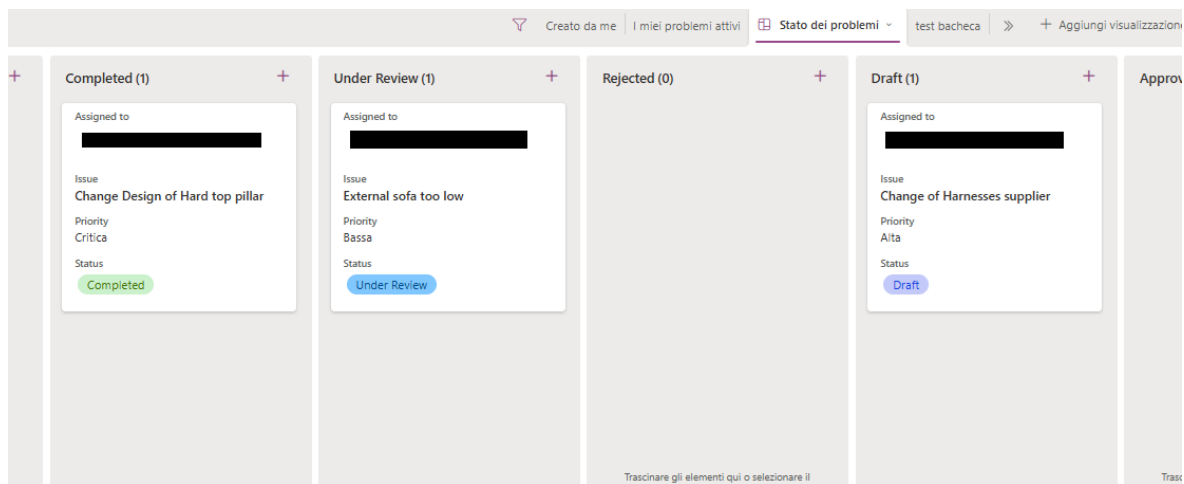 Creato da me
I miei problemi attivi
Stato dei problemi
test bacheca
Aggiungi visualizzazione
Completed (1)
Assigned to
Issue
Change Design of Hard top pillar
Priority
Critica
Status
Completed
Under Review (1)
Assigned to
Issue
External sofa too low
Priority
Bassa
Status
Under Review
Rejected (0)
Trascinare gli elementi qui o selezionare il
Draft (1)
Assigned to
Issue
Change of Harnesses supplier
Priority
Alta
Status
Draft
Approv
Trasc